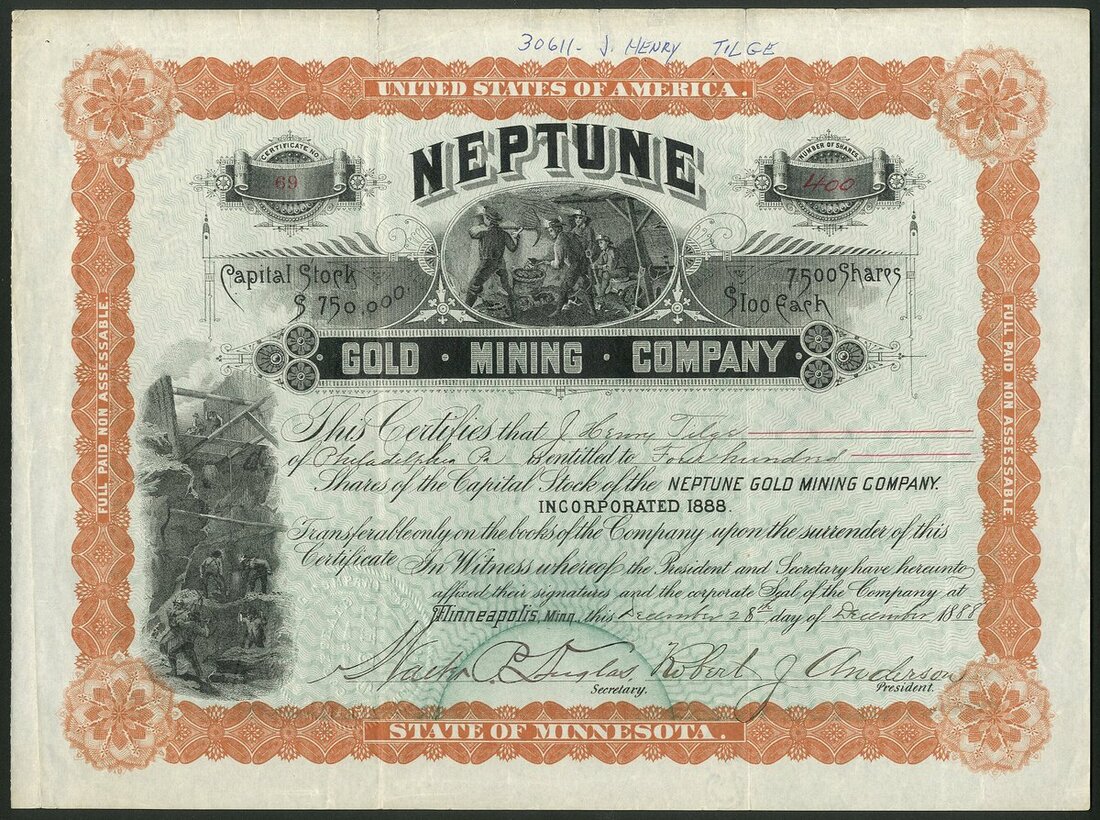 30611- J. HENRY TILGE
UNITED STATES OF AMERICA.
CERTIFICATE NO.
69
NEPTUNE
NUMBER OF SHARES
400
Capital Stock
$ 750,000.
7500 Shares
$100 Each
GOLD · MINING · COMPANY
FULL PAID NON ASSESSABLE.
FULL PAID NON ASSESSABLE.
This Certifies that J Henry Tilge
of Philadelphia Pa is entitled to Four hundred
Shares of the Capital Stock of the NEPTUNE GOLD MINING COMPANY.
INCORPORATED 1888.
Transferable only on the books of the Company upon the surrender of this
Certificate In Witness whereof the President and Secretary have hereunto
affixed their signatures and the corporate Seal of the Company at
Minneapolis, Minn., this December 28th day of December 1888
Walter P. Douglas, Robert J Anderson
Secretary. President.
STATE OF MINNESOTA.